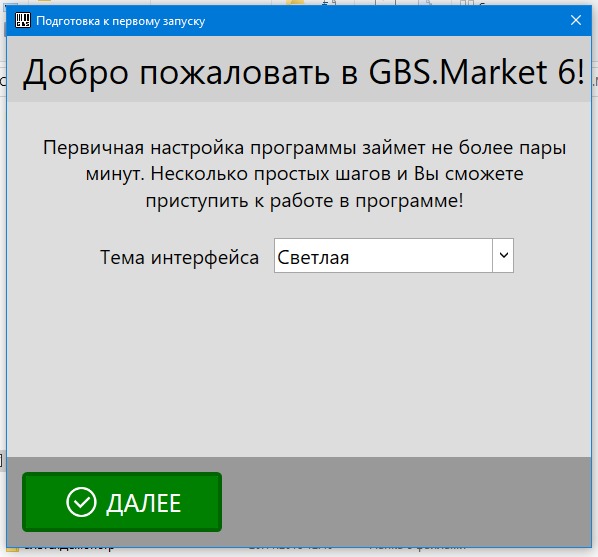 Подготовка к первому запуску
Добро пожаловать в GBS.Market 6!
Первичная настройка программы займет не более пары
минут. Несколько простых шагов и Вы сможете
приступить к работе в программе!
Тема интерфейса
Светлая
ДАЛЕЕ